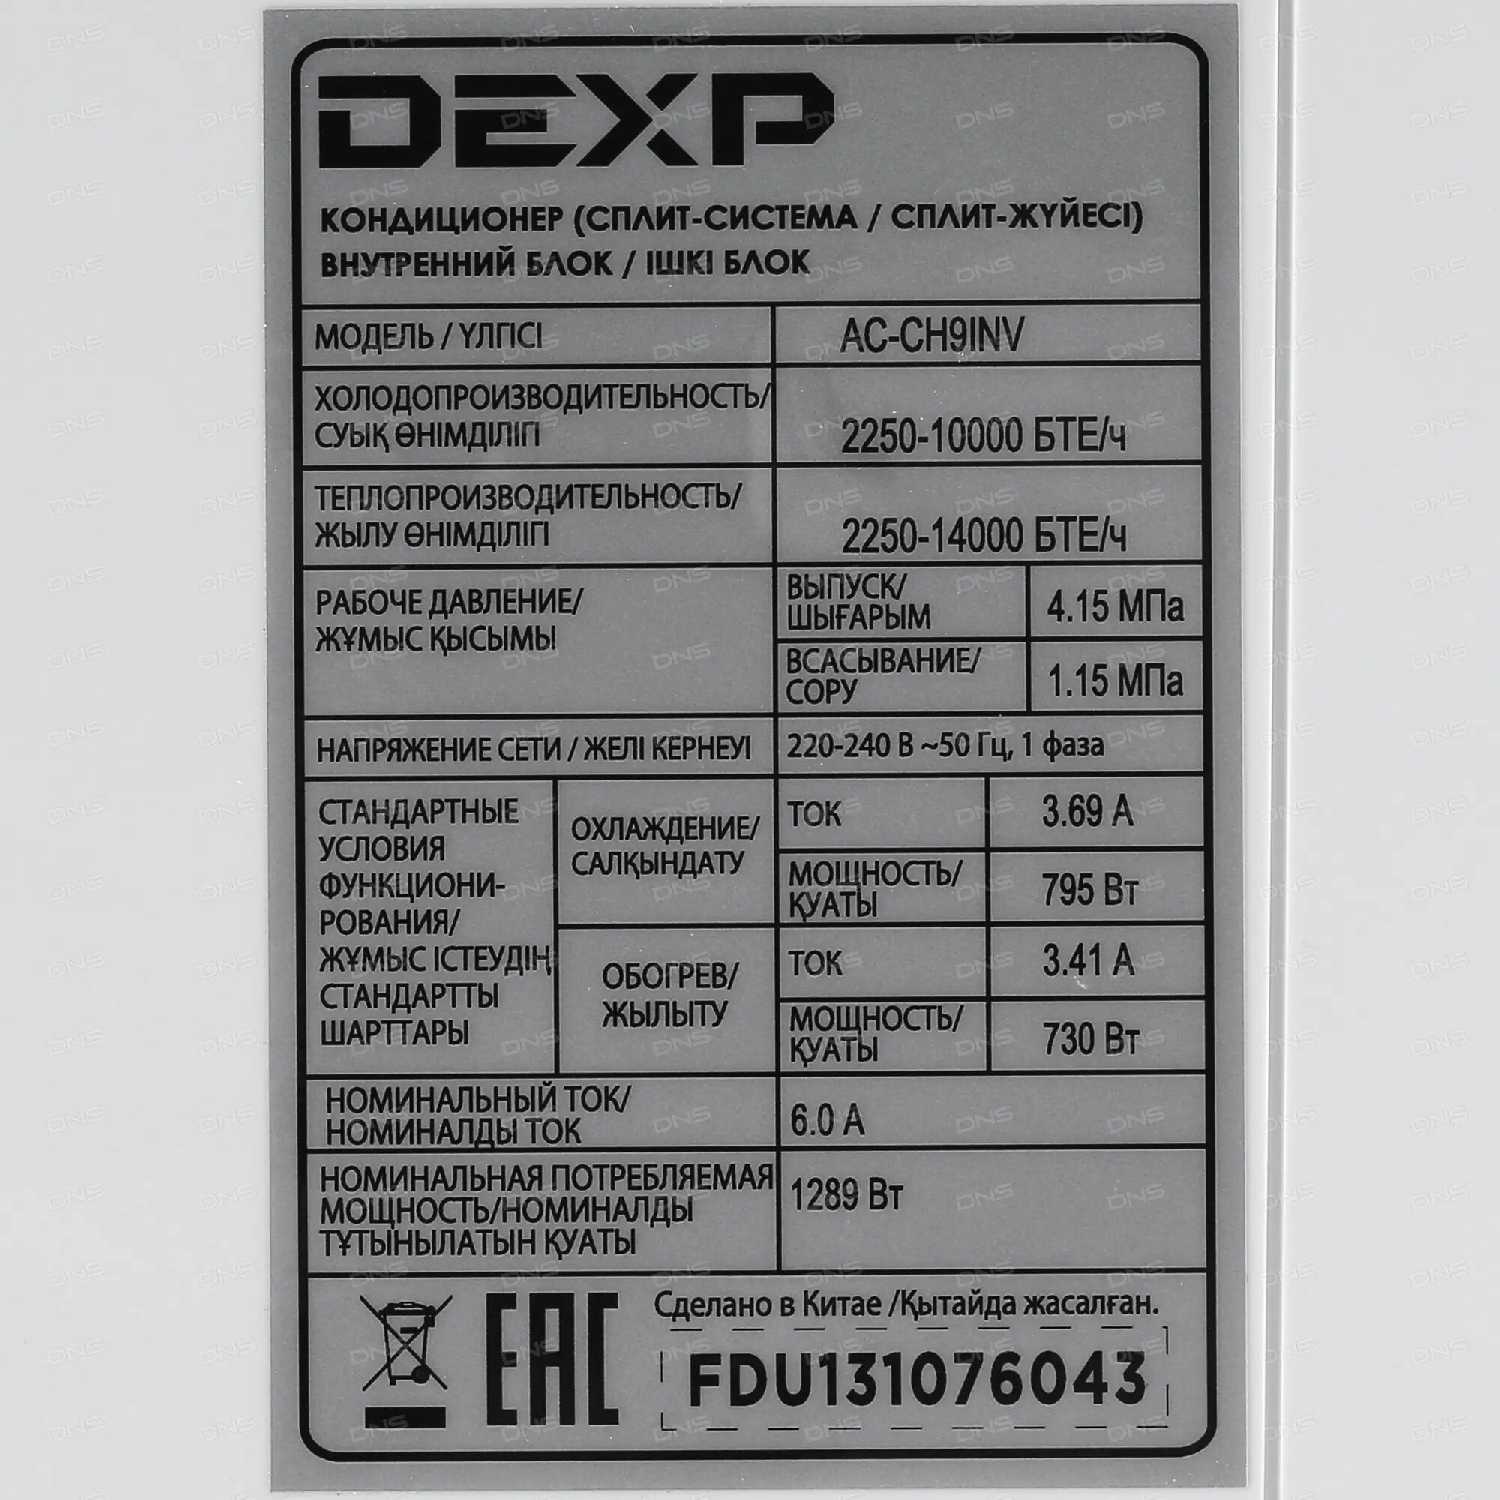 DEXP
КОНДИЦИОНЕР (СПЛИТ-СИСТЕМА / СПЛИТ-ЖҮЙЕСІ)
ВНУТРЕННИЙ БЛОК / ІШКІ БЛОК
МОДЕЛЬ / ҮЛГІСІ
AC-CH9INV
ХОЛОДОПРОИЗВОДИТЕЛЬНОСТЬ/
СУЫҚ ӨНІМДІЛІГІ
2250-10000 БТЕ/ч
ТЕПЛОПРОИЗВОДИТЕЛЬНОСТЬ/
ЖЫЛУ ӨНІМДІЛІГІ
2250-14000 БТЕ/ч
РАБОЧЕ ДАВЛЕНИЕ/
ЖҰМЫС ҚЫСЫМЫ
ВЫПУСК/
ШЫҒАРЫМ
4.15 МПа
ВСАСЫВАНИЕ/
СОРУ
1.15 МПа
НАПРЯЖЕНИЕ СЕТИ / ЖЕЛІ КЕРНЕУІ
220-240 В ~50 Гц, 1 фаза
СТАНДАРТНЫЕ
УСЛОВИЯ
ФУНКЦИОНИ-
РОВАНИЯ/
ЖҰМЫС ІСТЕУДІҢ
СТАНДАРТТЫ
ШАРТТАРЫ
ОХЛАЖДЕНИЕ/
САЛҚЫНДАТУ
ТОК
3.69 А
МОЩНОСТЬ/
ҚУАТЫ
795 Вт
ОБОГРЕВ/
ЖЫЛЫТУ
ТОК
3.41 А
МОЩНОСТЬ/
ҚУАТЫ
730 Вт
НОМИНАЛЬНЫЙ ТОК/
НОМИНАЛДЫ ТОК
6.0 А
НОМИНАЛЬНАЯ ПОТРЕБЛЯЕМАЯ
МОЩНОСТЬ/НОМИНАЛДЫ
ТҰТЫНЫЛАТЫН ҚУАТЫ
1289 Вт
EAC
Сделано в Китае /Қытайда жасалған.
FDU131076043